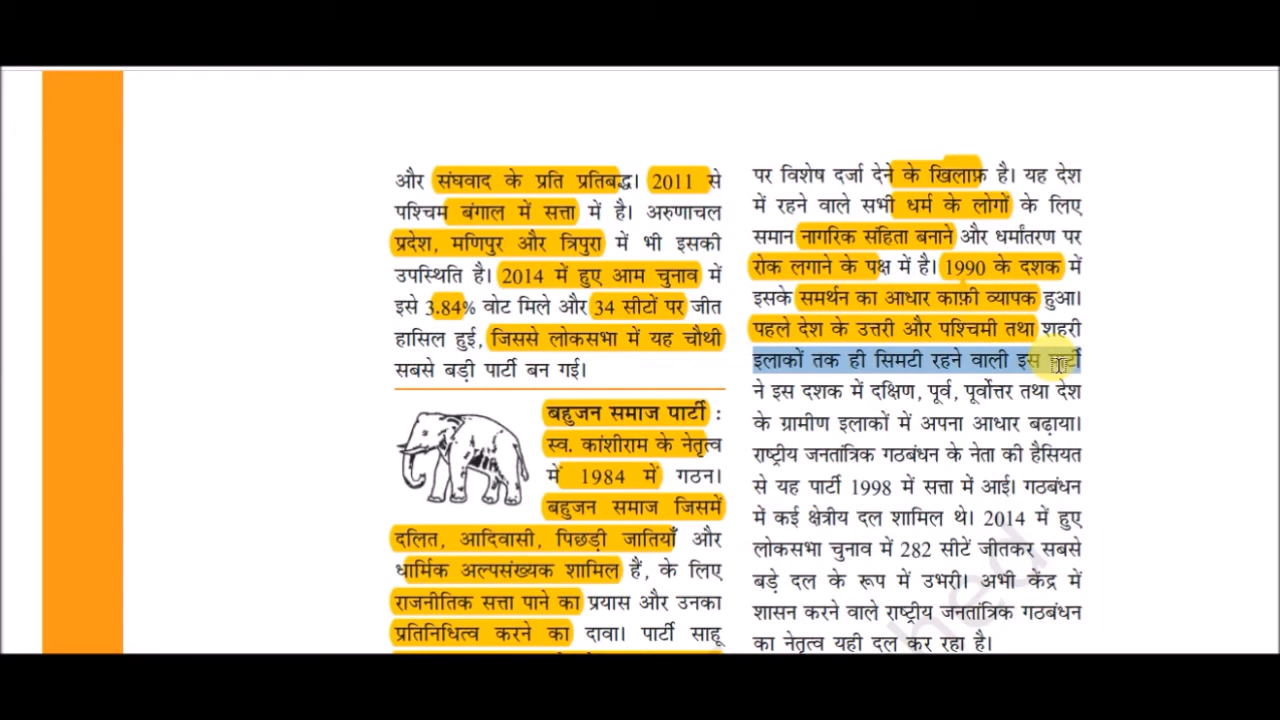 और संघवाद के प्रति प्रतिबद्ध। 2011 से
पश्चिम बंगाल में सत्ता में है। अरुणाचल
प्रदेश, मणिपुर और त्रिपुरा में भी इसकी
उपस्थिति है। 2014 में हुए आम चुनाव में
इसे 3.84% वोट मिले और 34 सीटों पर जीत
हासिल हुई, जिससे लोकसभा में यह चौथी
सबसे बड़ी पार्टी बन गई।
बहुजन समाज पार्टी :
स्व. कांशीराम के नेतृत्व
में 1984 में गठन।
बहुजन समाज जिसमें
दलित, आदिवासी, पिछड़ी जातियाँ और
धार्मिक अल्पसंख्यक शामिल हैं, के लिए
राजनीतिक सत्ता पाने का प्रयास और उनका
प्रतिनिधित्व करने का दावा। पार्टी साहू
पर विशेष दर्जा देने के खिलाफ़ है। यह देश
में रहने वाले सभी धर्म के लोगों के लिए
समान नागरिक संहिता बनाने और धर्मांतरण पर
रोक लगाने के पक्ष में है। 1990 के दशक में
इसके समर्थन का आधार काफ़ी व्यापक हुआ।
पहले देश के उत्तरी और पश्चिमी तथा शहरी
इलाकों तक ही सिमटी रहने वाली इस पार्टी
ने इस दशक में दक्षिण, पूर्व, पूर्वोत्तर तथा देश
के ग्रामीण इलाकों में अपना आधार बढ़ाया।
राष्ट्रीय जनतांत्रिक गठबंधन के नेता की हैसियत
से यह पार्टी 1998 में सत्ता में आई। गठबंधन
में कई क्षेत्रीय दल शामिल थे। 2014 में हुए
लोकसभा चुनाव में 282 सीटें जीतकर सबसे
बड़े दल के रूप में उभरी। अभी केंद्र में
शासन करने वाले राष्ट्रीय जनतांत्रिक गठबंधन
का नेतृत्व यही दल कर रहा है।